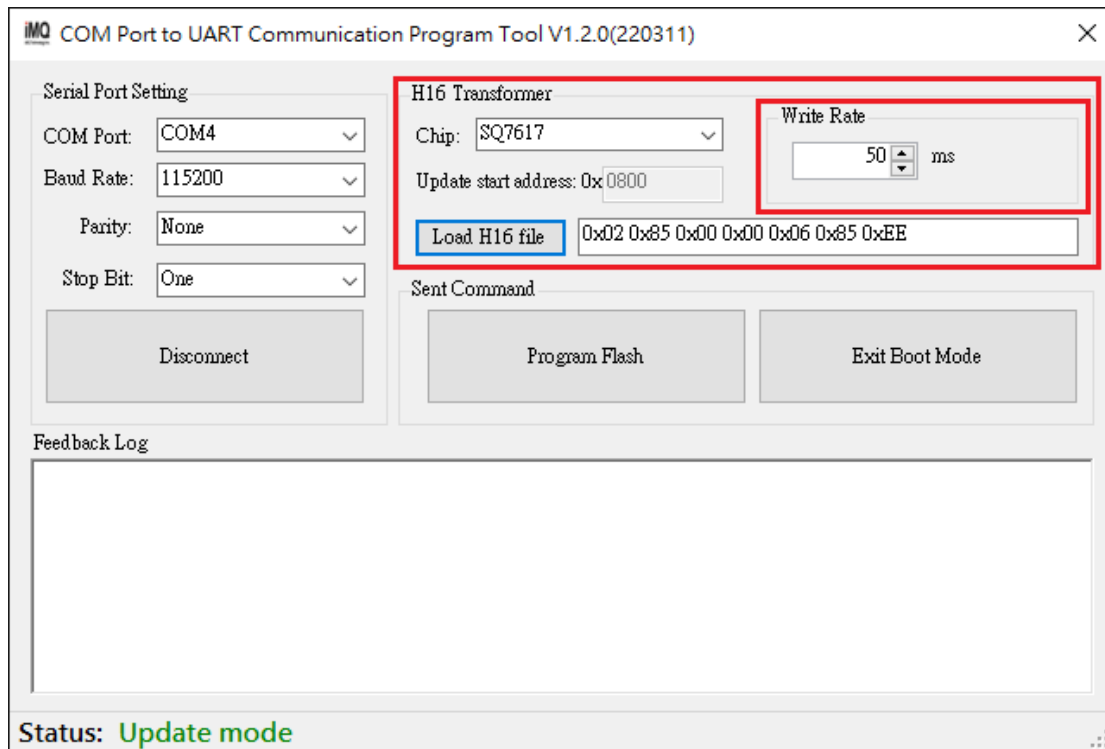 iMQ COM Port to UART Communication Program Tool V1.2.0(220311)
Serial Port Setting
COM Port: COM4
Baud Rate: 115200
Parity: None
Stop Bit: One
Disconnect
H16 Transformer
Chip: SQ7617
Update start address: 0x 0800
Load H16 file 0x02 0x85 0x00 0x00 0x06 0x85 0xEE
Write Rate
50 ms
Sent Command
Program Flash
Exit Boot Mode
Feedback Log
Status: Update mode